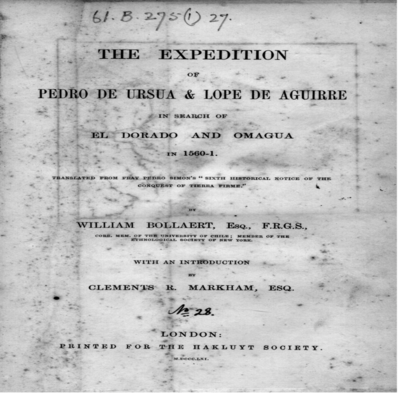 61.B.275(1) 27.
THE EXPEDITION
OF
PEDRO DE URSUA & LOPE DE AGUIRRE
IN SEARCH OF
EL DORADO AND OMAGUA
IN 1560-1.
TRANSLATED FROM FRAY PEDRO SIMON'S "SIXTH HISTORICAL NOTICE OF THE
CONQUEST OF TIERRA FIRME."
BY
WILLIAM BOLLAERT, Esq., F.R.G.S.,
CORR. MEM. OF THE UNIVERSITY OF CHILE; MEMBER OF THE
ETHNOLOGICAL SOCIETY OF NEW YORK.
WITH AN INTRODUCTION
BY
CLEMENTS R. MARKHAM, ESQ.
No 28.
LONDON:
PRINTED FOR THE HAKLUYT SOCIETY.
M.DCCC.LXI.